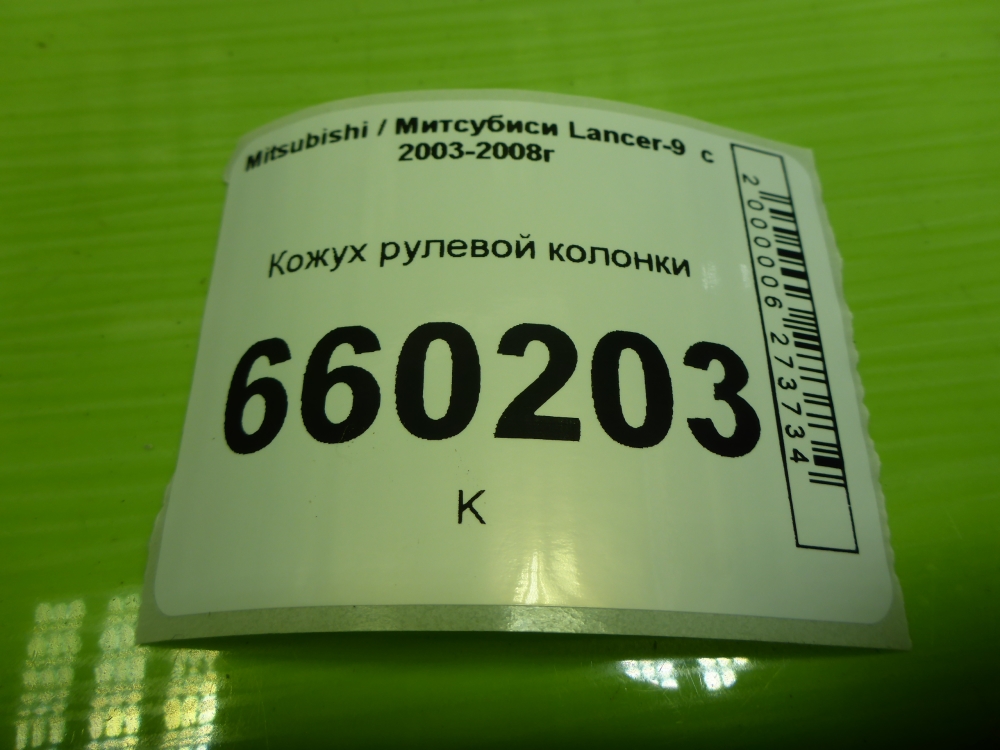 Mitsubishi / Митсубиси Lancer-9 с
2003-2008г
Кожух рулевой колонки
660203
К
2000006273734